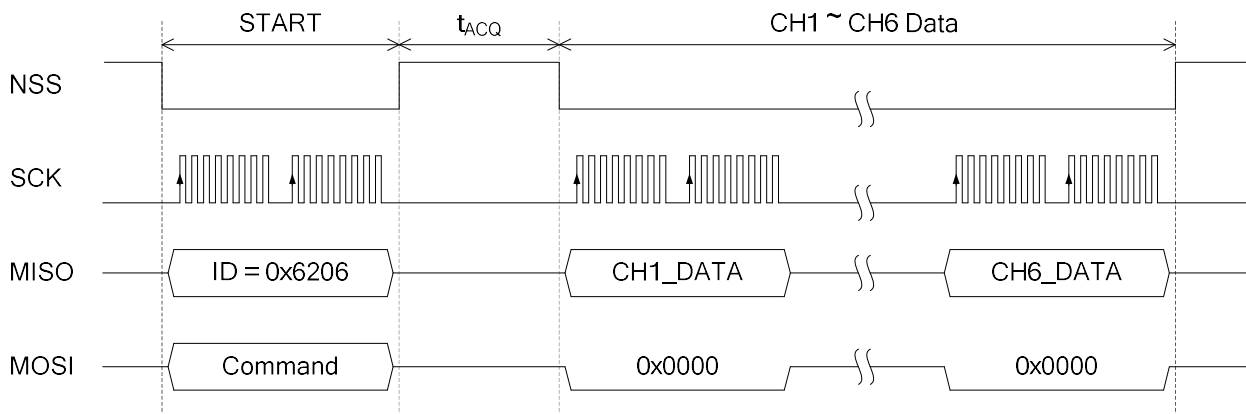 START
tACQ
CH1 ~ CH6 Data
NSS
SCK
MISO
ID = 0x6206
CH1_DATA
CH6_DATA
MOSI
Command
0x0000
0x0000